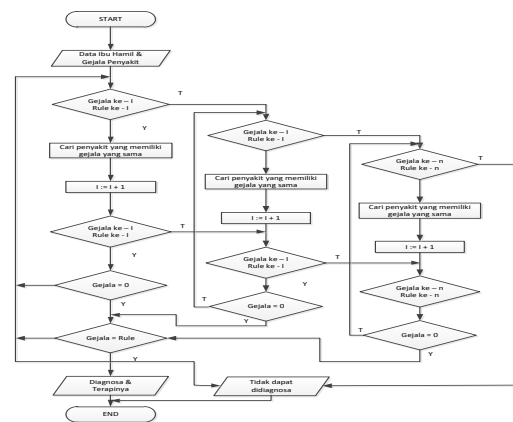 START
Data Ibu Hamil &
Gejala Penyakit
T
Gejala ke – I
Rule ke - I
Y
Cari penyakit yang memiliki
gejala yang sama
I := I + 1
Gejala ke – I
Rule ke - I
T
Y
Gejala = 0
Y
Gejala = Rule
Y
Diagnosa &
Terapinya
END
Gejala ke – I
Rule ke - I
T
Cari penyakit yang memiliki
gejala yang sama
I := I + 1
Gejala ke – I
Rule ke - I
T
Y
T
Gejala = 0
Y
Tidak dapat
didiagnosa
Gejala ke – n
Rule ke - n
T
Cari penyakit yang memiliki
gejala yang sama
I := I + 1
Gejala ke – n
Rule ke - n
T
Gejala = 0
Y